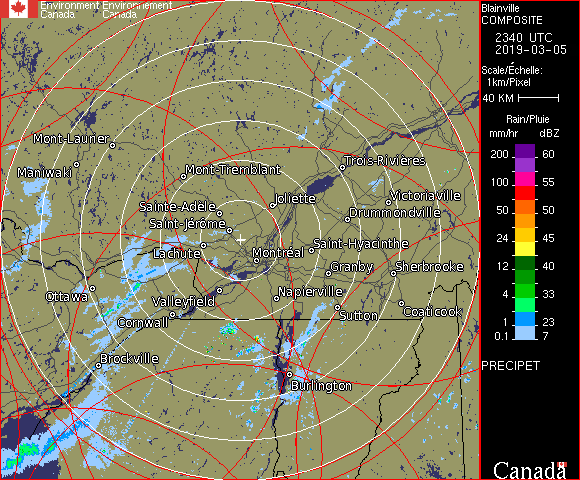 Environment Environnement
Canada Canada
Blainville
COMPOSITE
2340 UTC
2019-03-05
Scale/Échelle:
1km/Pixel
40 KM
Rain/Pluie
mm/hr dBZ
200 60
57
100 55
50 50
24 45
12 40
4 33
1 23
0.1 7
PRECIPET
Mont-Laurier
Maniwaki
Mont-Tremblant
Trois-Rivières
Joliette
Victoriaville
Sainte-Adèle
Drummondville
Saint-Jérôme
Lachute
Montréal
Saint-Hyacinthe
Granby
Sherbrooke
Ottawa
Valleyfield
Napierville
Cornwall
Sutton
Coaticook
Brockville
Burlington
Canada